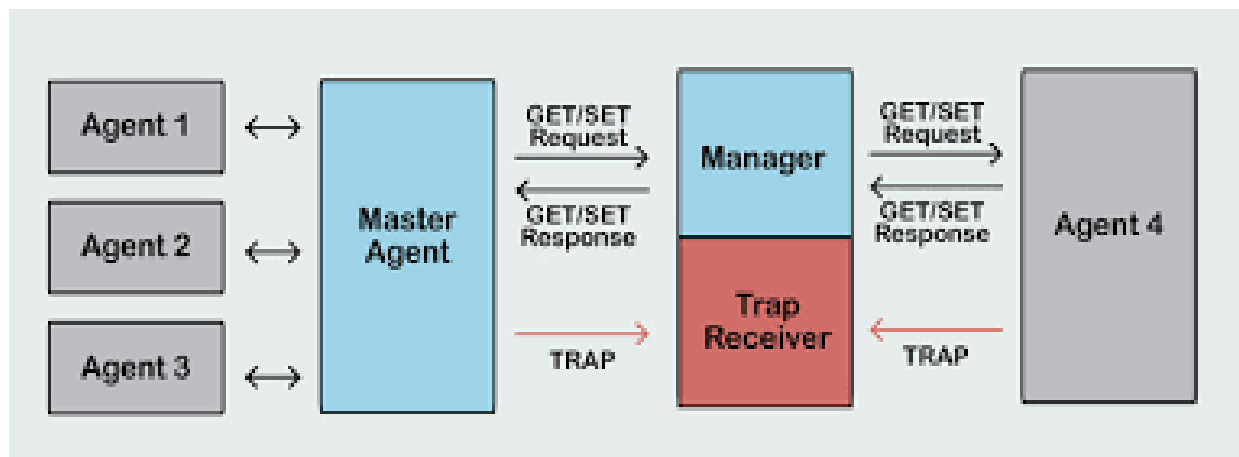 Agent 1
Agent 2
Agent 3
Master
Agent
GET/SET
Request
GET/SET
Response
TRAP
Manager
Trap
Receiver
GET/SET
Request
GET/SET
Response
TRAP
Agent 4